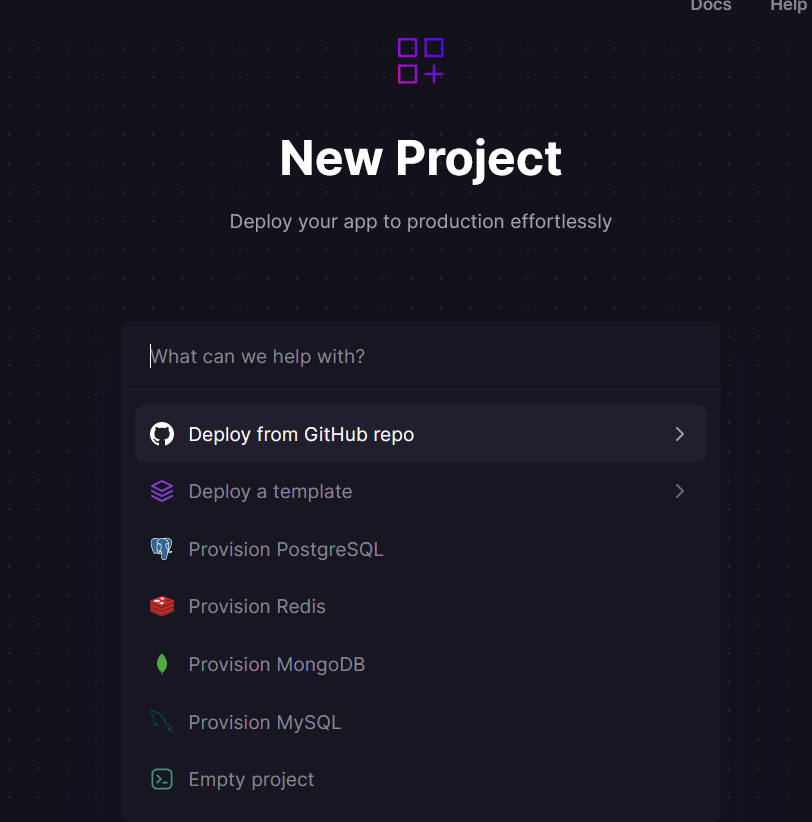 Docs Help
New Project
Deploy your app to production effortlessly
What can we help with?
Deploy from GitHub repo
Deploy a template
Provision PostgreSQL
Provision Redis
Provision MongoDB
Provision MySQL
Empty project